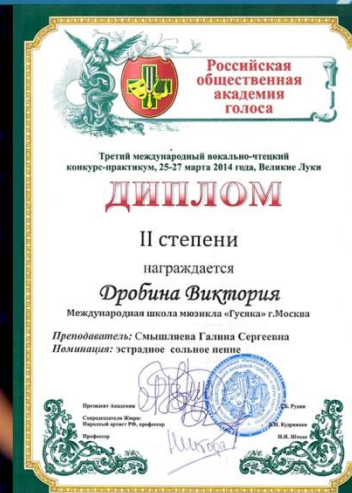 Российская
общественная
академия
голоса
Третий международный вокально-чтецкий
конкурс-практикум, 25-27 марта 2014 года, Великие Луки
ДИПЛОМ
II степени
награждается
Дробина Виктория
Международная школа мюзикла «Гусяка» г.Москва
Преподаватель: Смышляева Галина Сергеевна
Номинация: эстрадное сольное пение
Президент Академии Л.Б. Рудин
Сопредседатели Жюри:
Народный артист РФ, профессор
Профессор